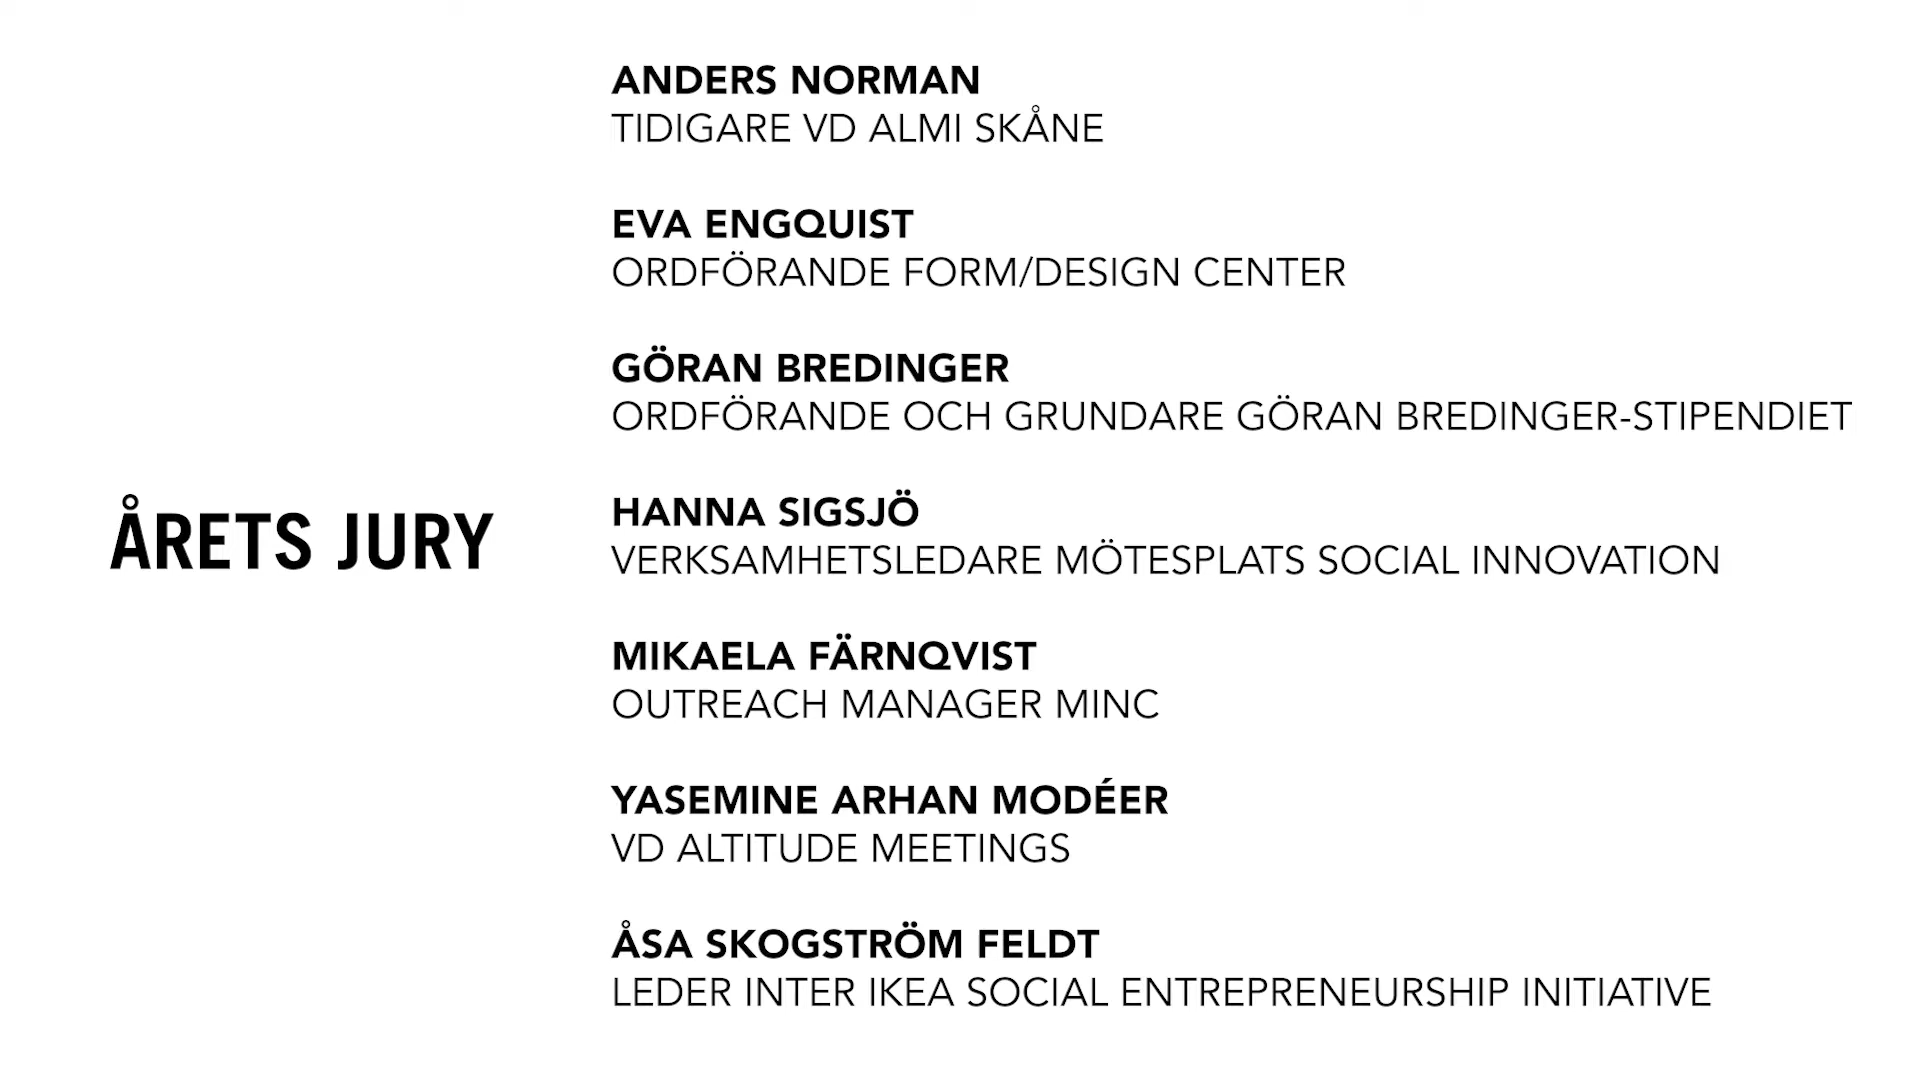 ÅRETS JURY
ANDERS NORMAN
TIDIGARE VD ALMI SKÅNE
EVA ENGQUIST
ORDFÖRANDE FORM/DESIGN CENTER
GÖRAN BREDINGER
ORDFÖRANDE OCH GRUNDARE GÖRAN BREDINGER-STIPENDIET
HANNA SIGSJÖ
VERKSAMHETSLEDARE MÖTESPLATS SOCIAL INNOVATION
MIKAELA FÄRNQVIST
OUTREACH MANAGER MINC
YASEMINE ARHAN MODÉER
VD ALTITUDE MEETINGS
ÅSA SKOGSTRÖM FELDT
LEDER INTER IKEA SOCIAL ENTREPRENEURSHIP INITIATIVE